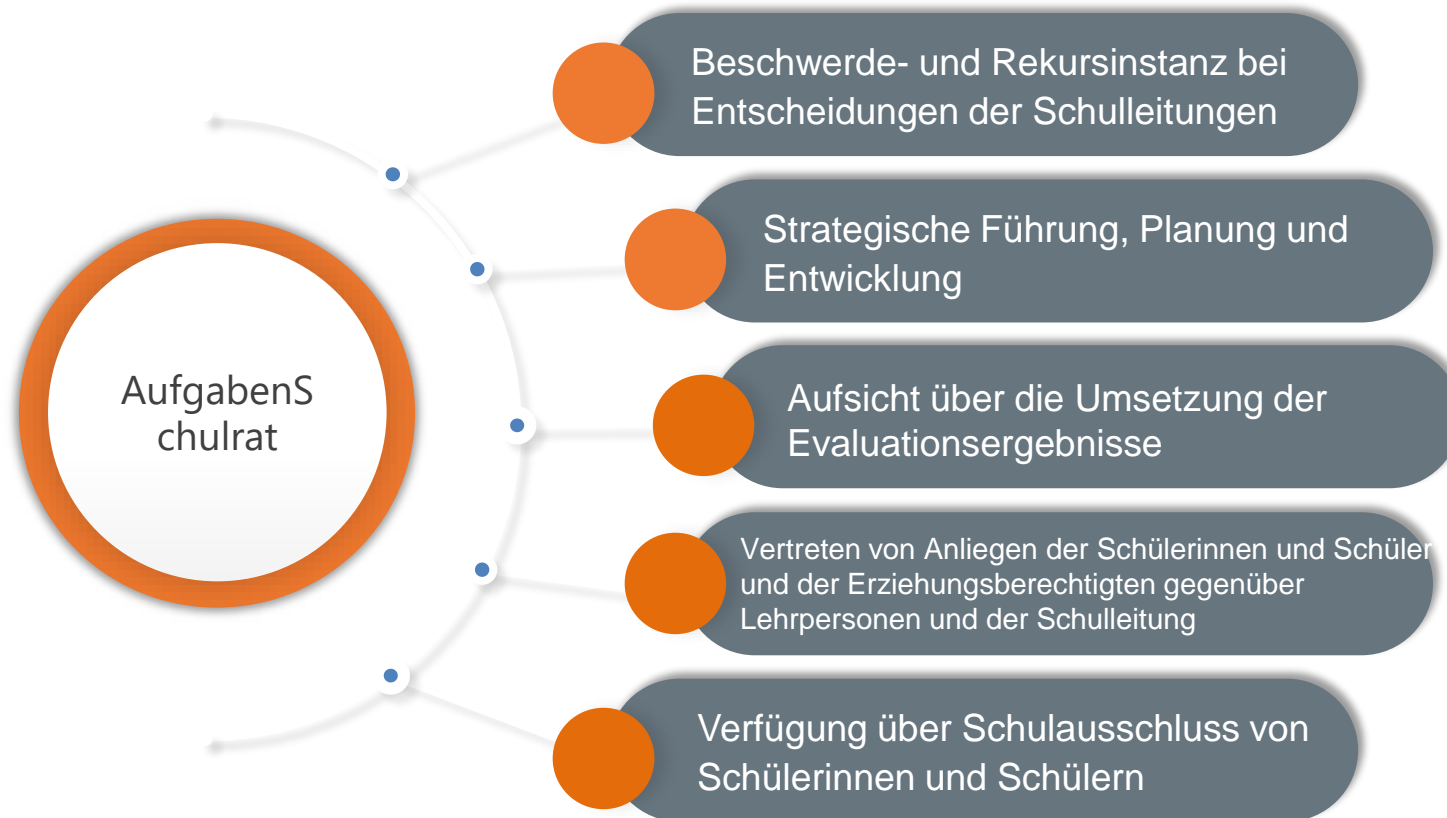 Beschwerde- und Rekursinstanz bei
Entscheidungen der Schulleitungen
Strategische Führung, Planung und
Entwicklung
AufgabenS
chulrat
Aufsicht über die Umsetzung der
Evaluationsergebnisse
Vertreten von Anliegen der Schülerinnen und Schüler
und der Erziehungsberechtigten gegenüber
Lehrpersonen und der Schulleitung
Verfügung über Schulausschluss von
Schülerinnen und Schülern